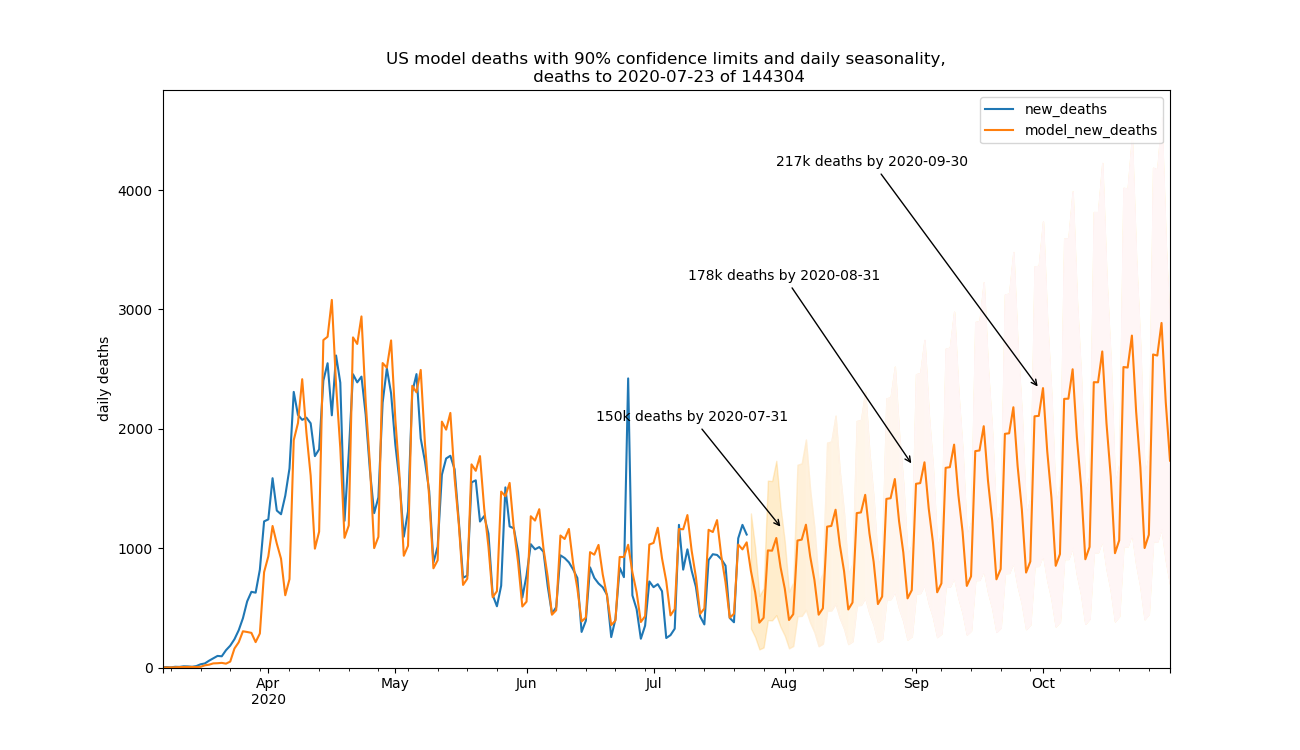 US model deaths with 90% confidence limits and daily seasonality,
deaths to 2020-07-23 of 144304
new_deaths
model_new_deaths
217k deaths by 2020-09-30
178k deaths by 2020-08-31
150k deaths by 2020-07-31
daily deaths
4000
3000
2000
1000
0
Apr
2020
May
Jun
Jul
Aug
Sep
Oct